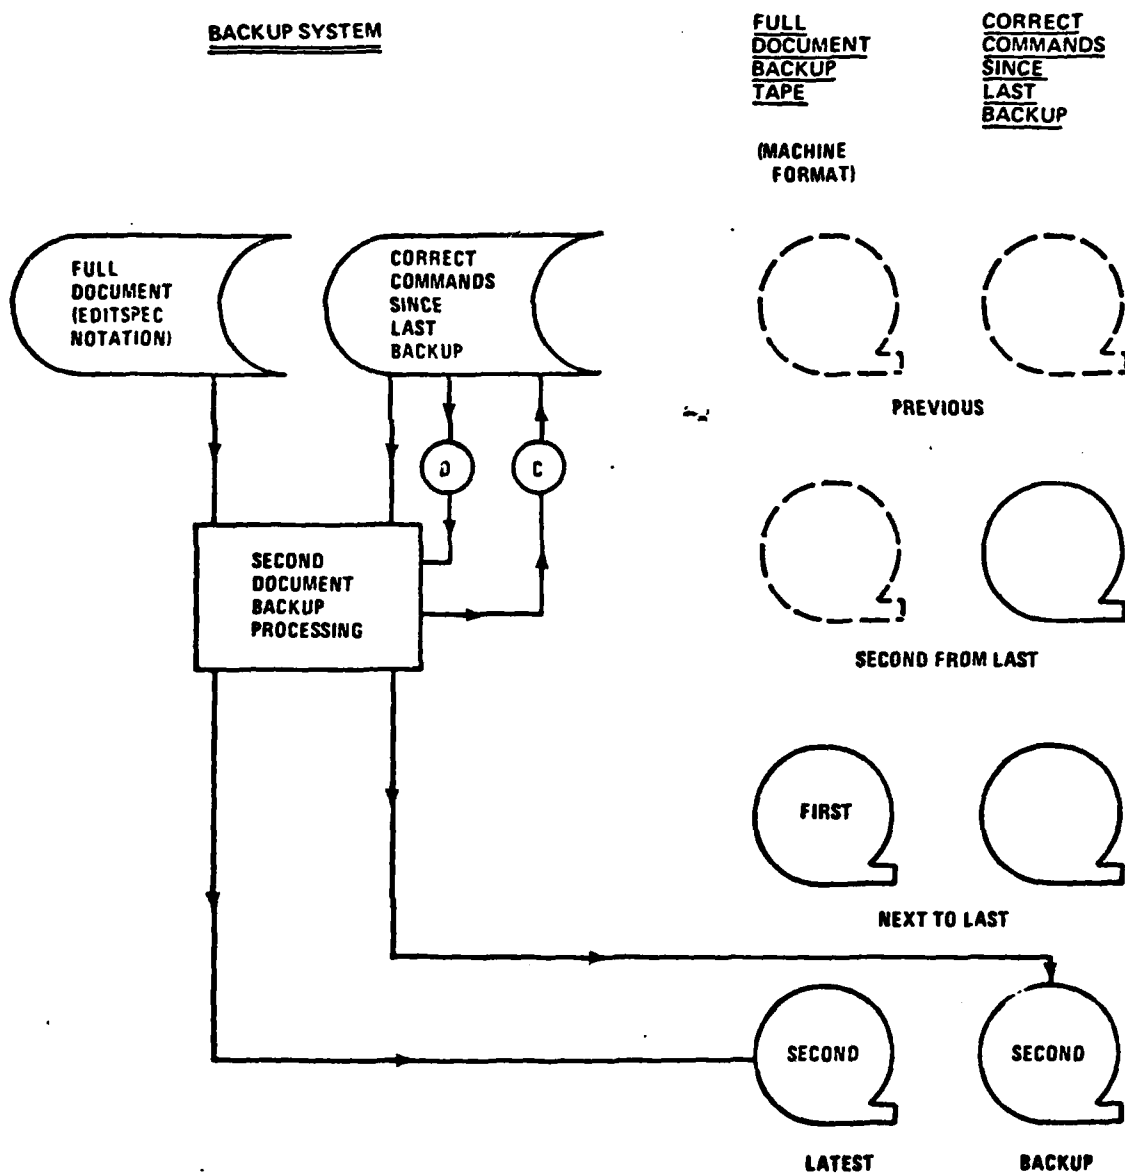 BACKUP SYSTEM
FULL
DOCUMENT
BACKUP
TAPE
(MACHINE
FORMAT)
CORRECT
COMMANDS
SINCE
LAST
BACKUP
FULL
DOCUMENT
(EDITSPEC
NOTATION)
CORRECT
COMMANDS
SINCE
LAST
BACKUP
PREVIOUS
D
C
SECOND
DOCUMENT
BACKUP
PROCESSING
SECOND FROM LAST
FIRST
NEXT TO LAST
SECOND
SECOND
LATEST
BACKUP